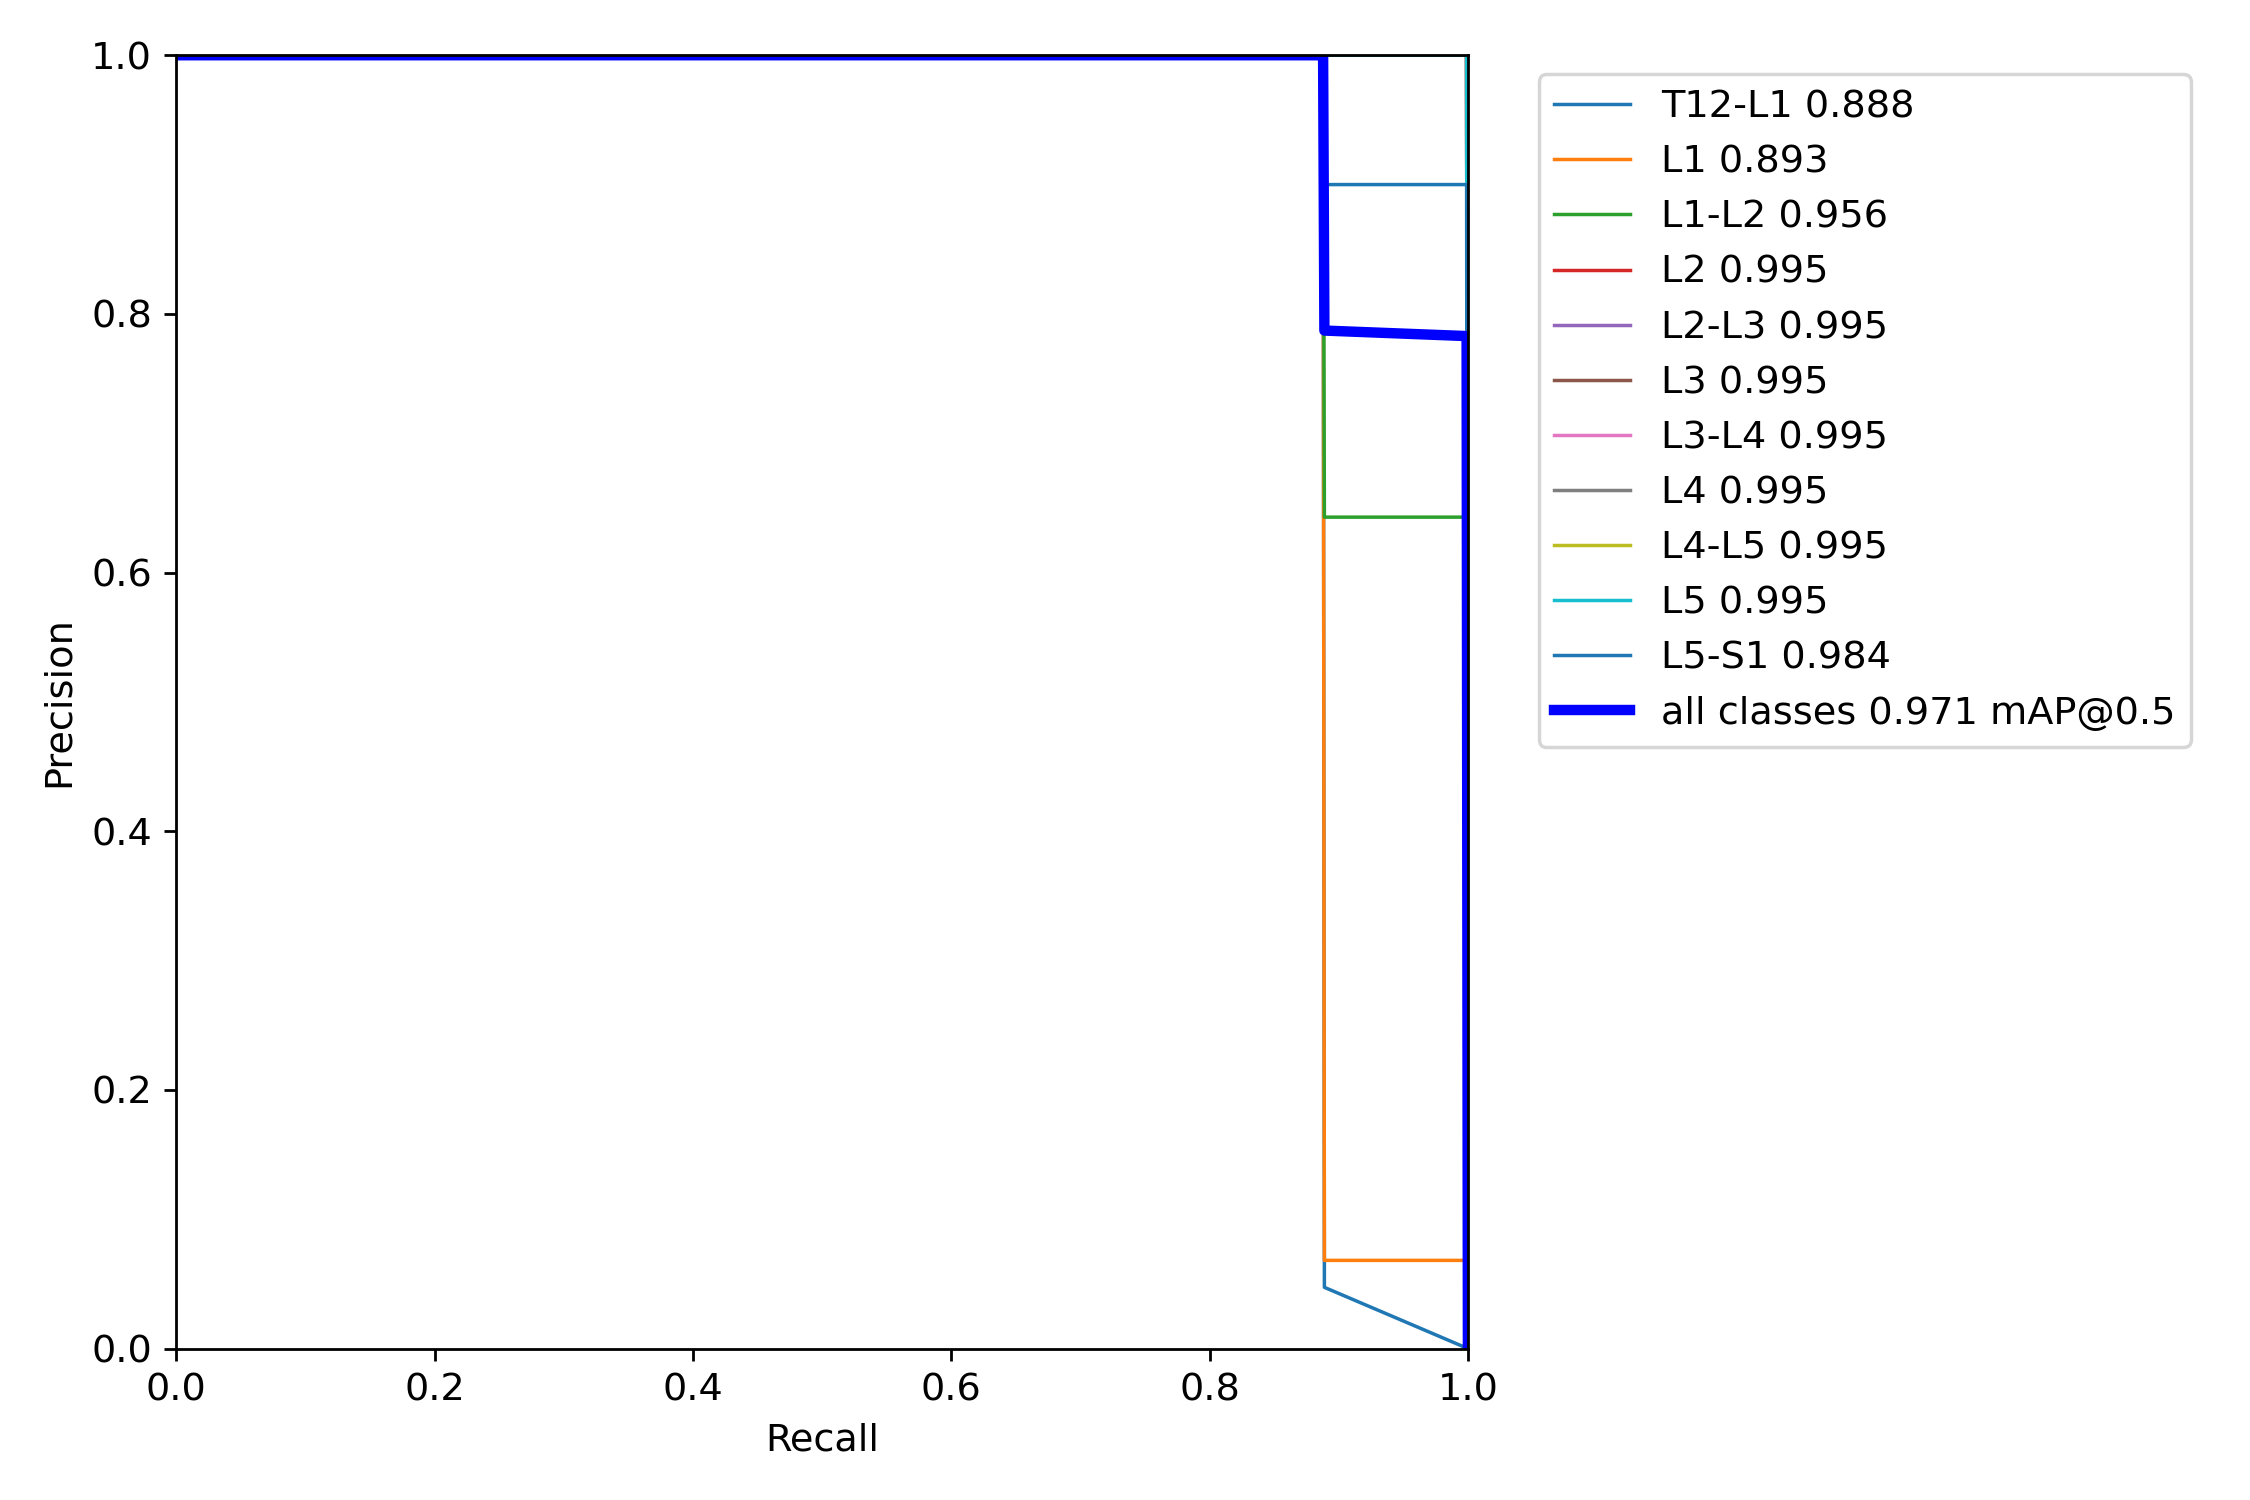 1.0
0.8
0.6
0.4
0.2
0.0
Precision
0.0 0.2 0.4 0.6 0.8 1.0
Recall
T12-L1 0.888
L1 0.893
L1-L2 0.956
L2 0.995
L2-L3 0.995
L3 0.995
L3-L4 0.995
L4 0.995
L4-L5 0.995
L5 0.995
L5-S1 0.984
all classes 0.971 mAP@0.5